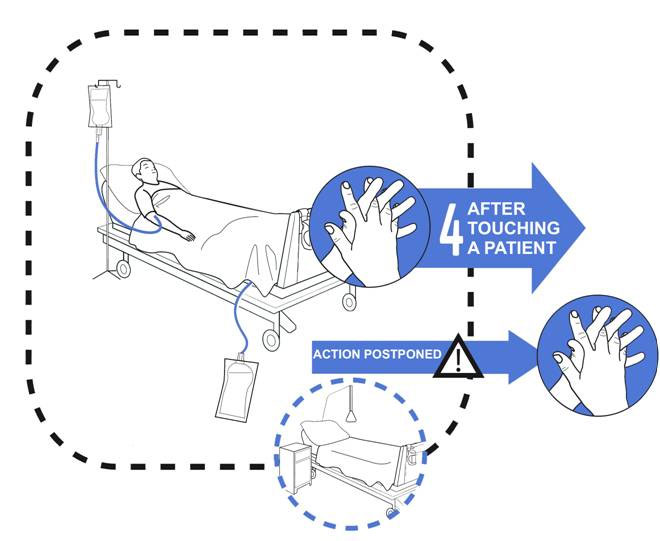 4
AFTER
TOUCHING
A PATIENT
ACTION POSTPONED
!